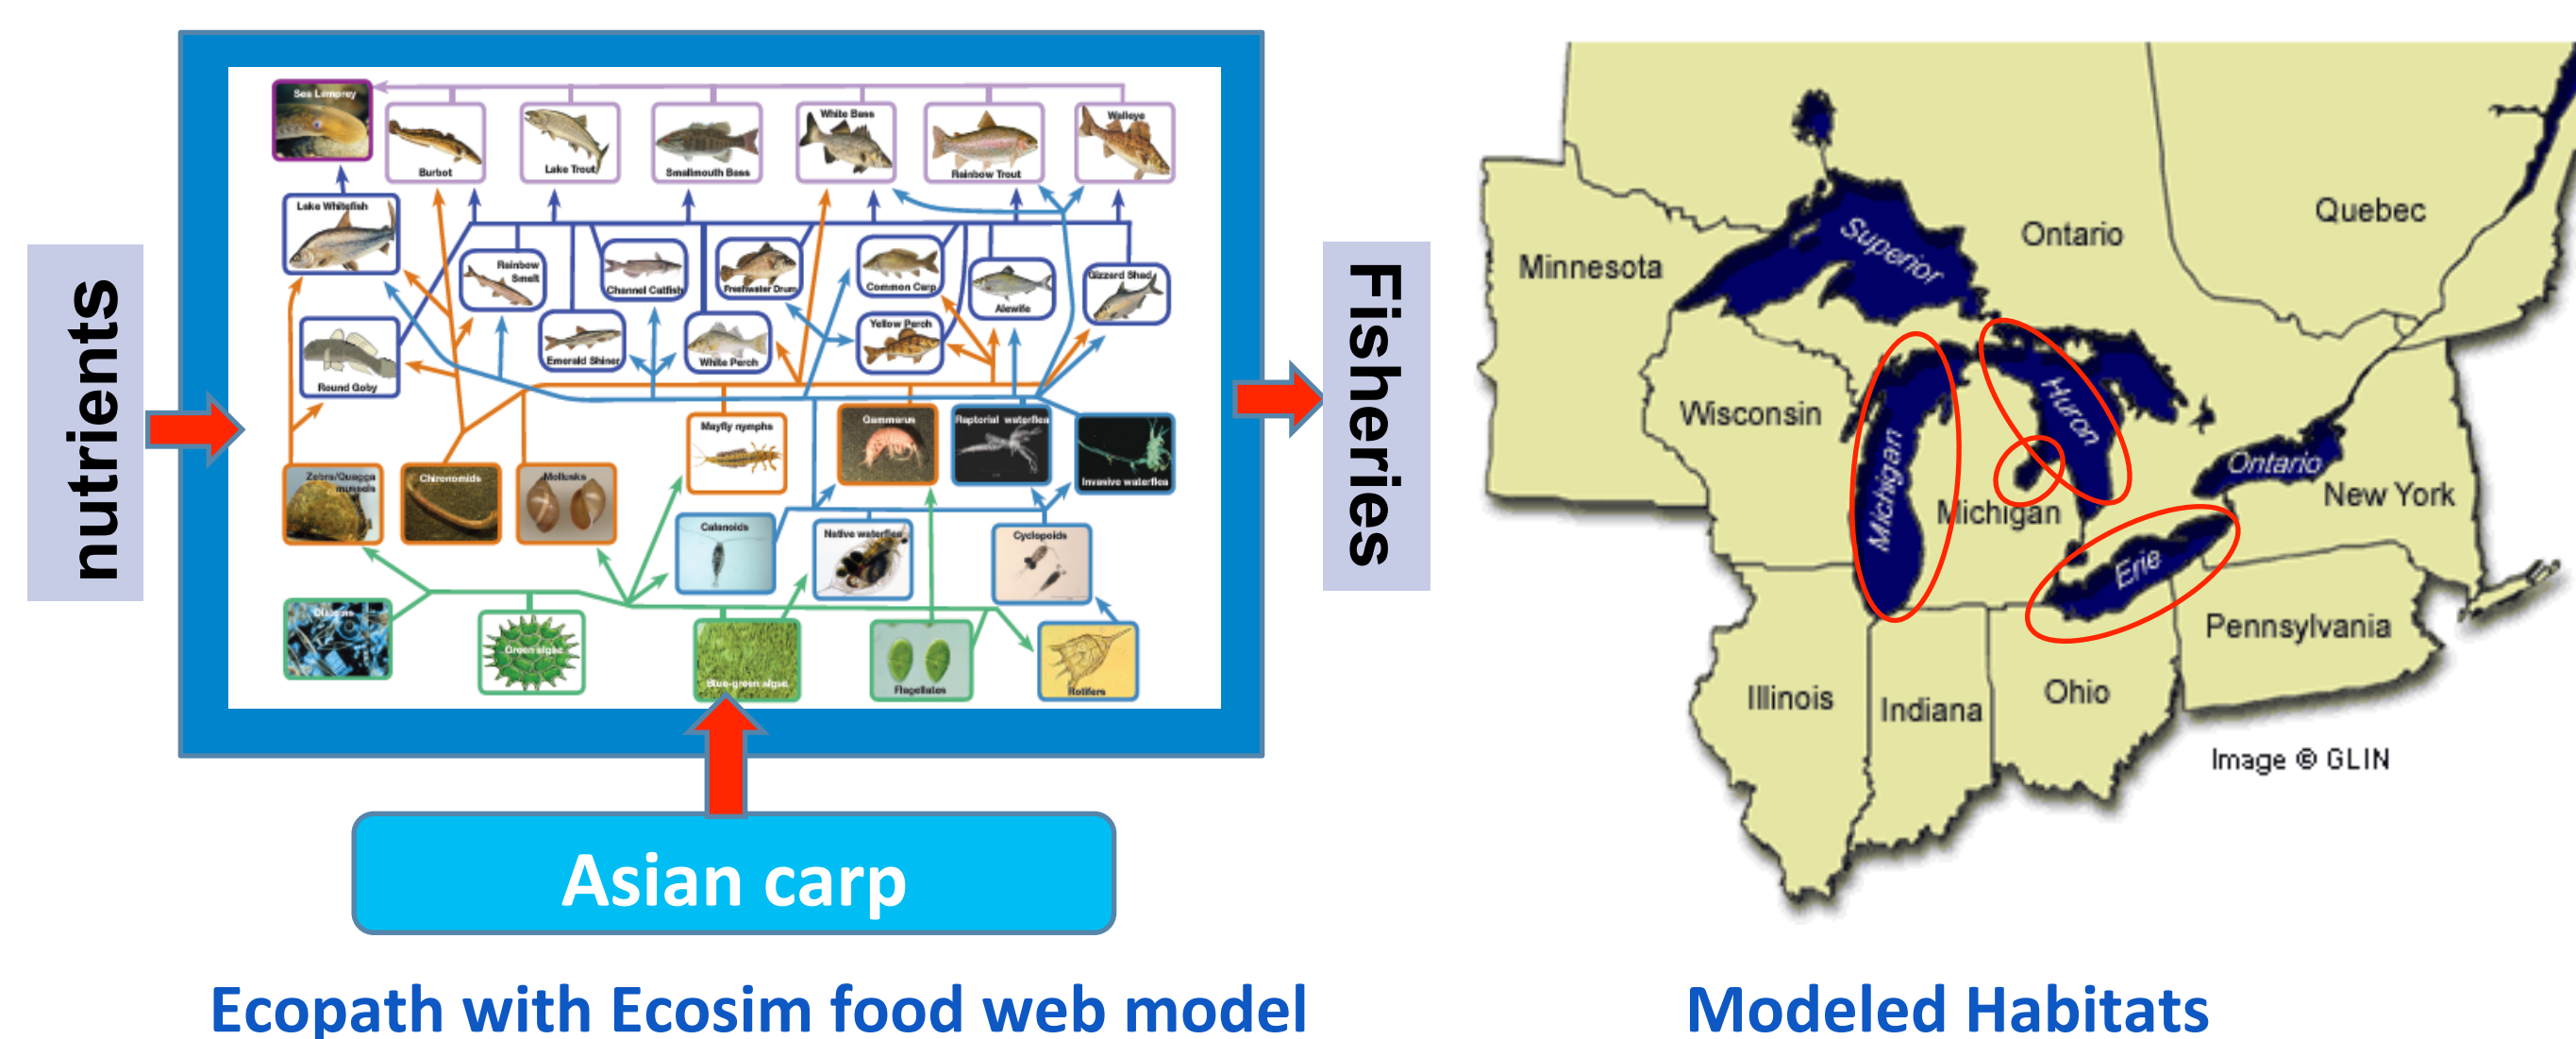 Sea Lamprey
Burbot
Lake Trout
Smallmouth Bass
White Bass
Rainbow Trout
Walleye
Lake Whitefish
Rainbow
Smelt
Channel Catfish
Freshwater Drum
Common Carp
Alewife
Gizzard Shad
Round Goby
Emerald Shiner
White Perch
Yellow Perch
Zebra/Quagga
mussels
Chironomids
Mollusks
Mayfly nymphs
Gammarus
Raptorial waterflea
Invasive waterflea
Calanoids
Native waterflea
Cyclopoids
Diatoms
Green algae
Blue-green algae
Flagellates
Rotifers
nutrients
Fisheries
Asian carp
Ecopath with Ecosim food web model
Minnesota
Superior
Ontario
Quebec
Wisconsin
Michigan
Huron
Michigan
Ontario
New York
Erie
Pennsylvania
Illinois
Indiana
Ohio
Image © GLIN
Modeled Habitats